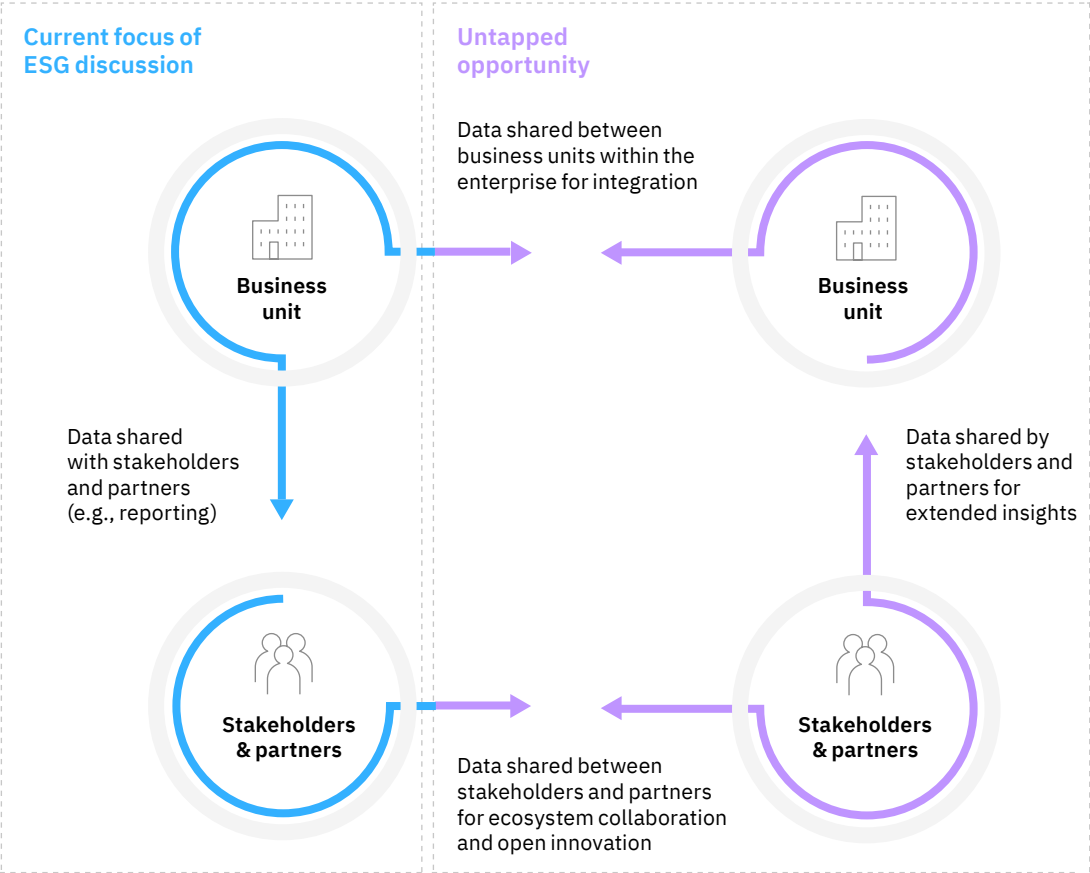 Current focus of
ESG discussion
Untapped
opportunity
Data shared between
business units within the
enterprise for integration
Business
unit
Business
unit
Data shared
with stakeholders
and partners
(e.g., reporting)
Data shared by
stakeholders and
partners for
extended insights
Stakeholders
& partners
Stakeholders
& partners
Data shared between
stakeholders and partners
for ecosystem collaboration
and open innovation